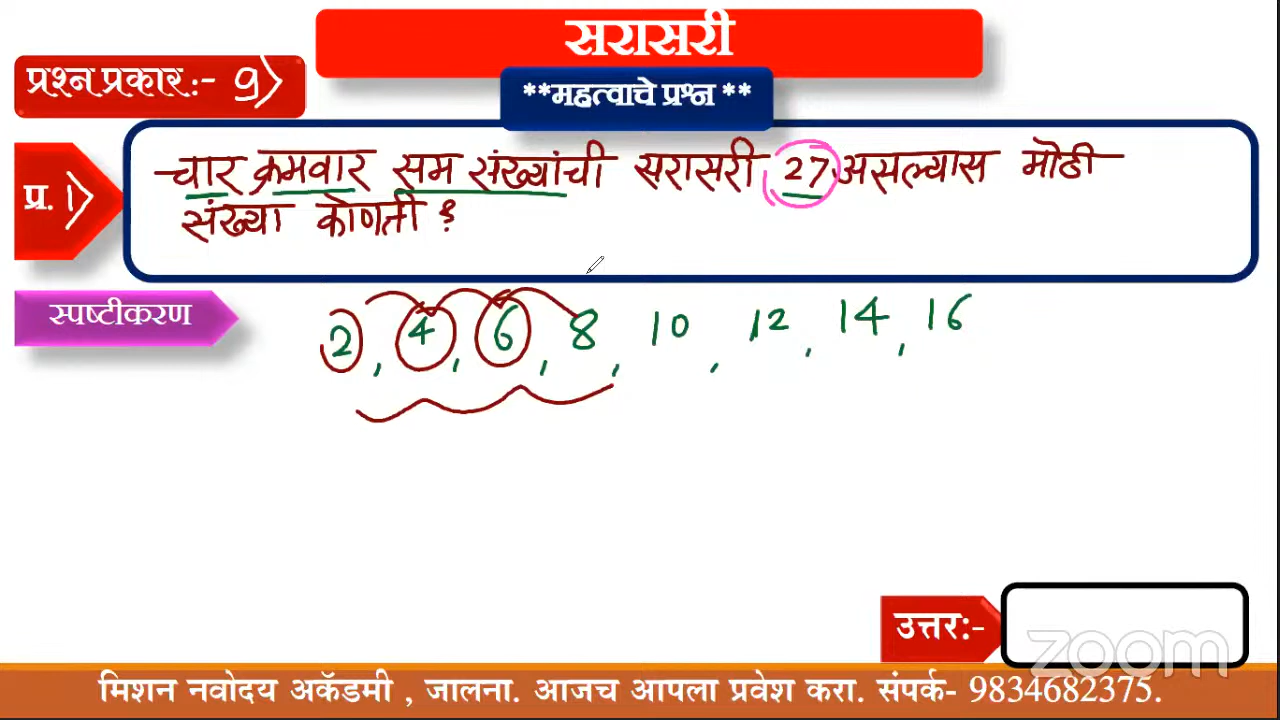 सरासरी
प्रश्न प्रकार:- 9)
**महत्वाचे प्रश्न **
प्र. 1)
चार क्रमवार सम संख्यांची सरासरी 27 असल्यास मोठी
संख्या कोणती ?
स्पष्टीकरण
2, 4, 6, 8, 10, 12, 14, 16
उत्तर:-
zoom
मिशन नवोदय अॅकॅडमी , जालना. आजच आपला प्रवेश करा. संपर्क- 9834682375.